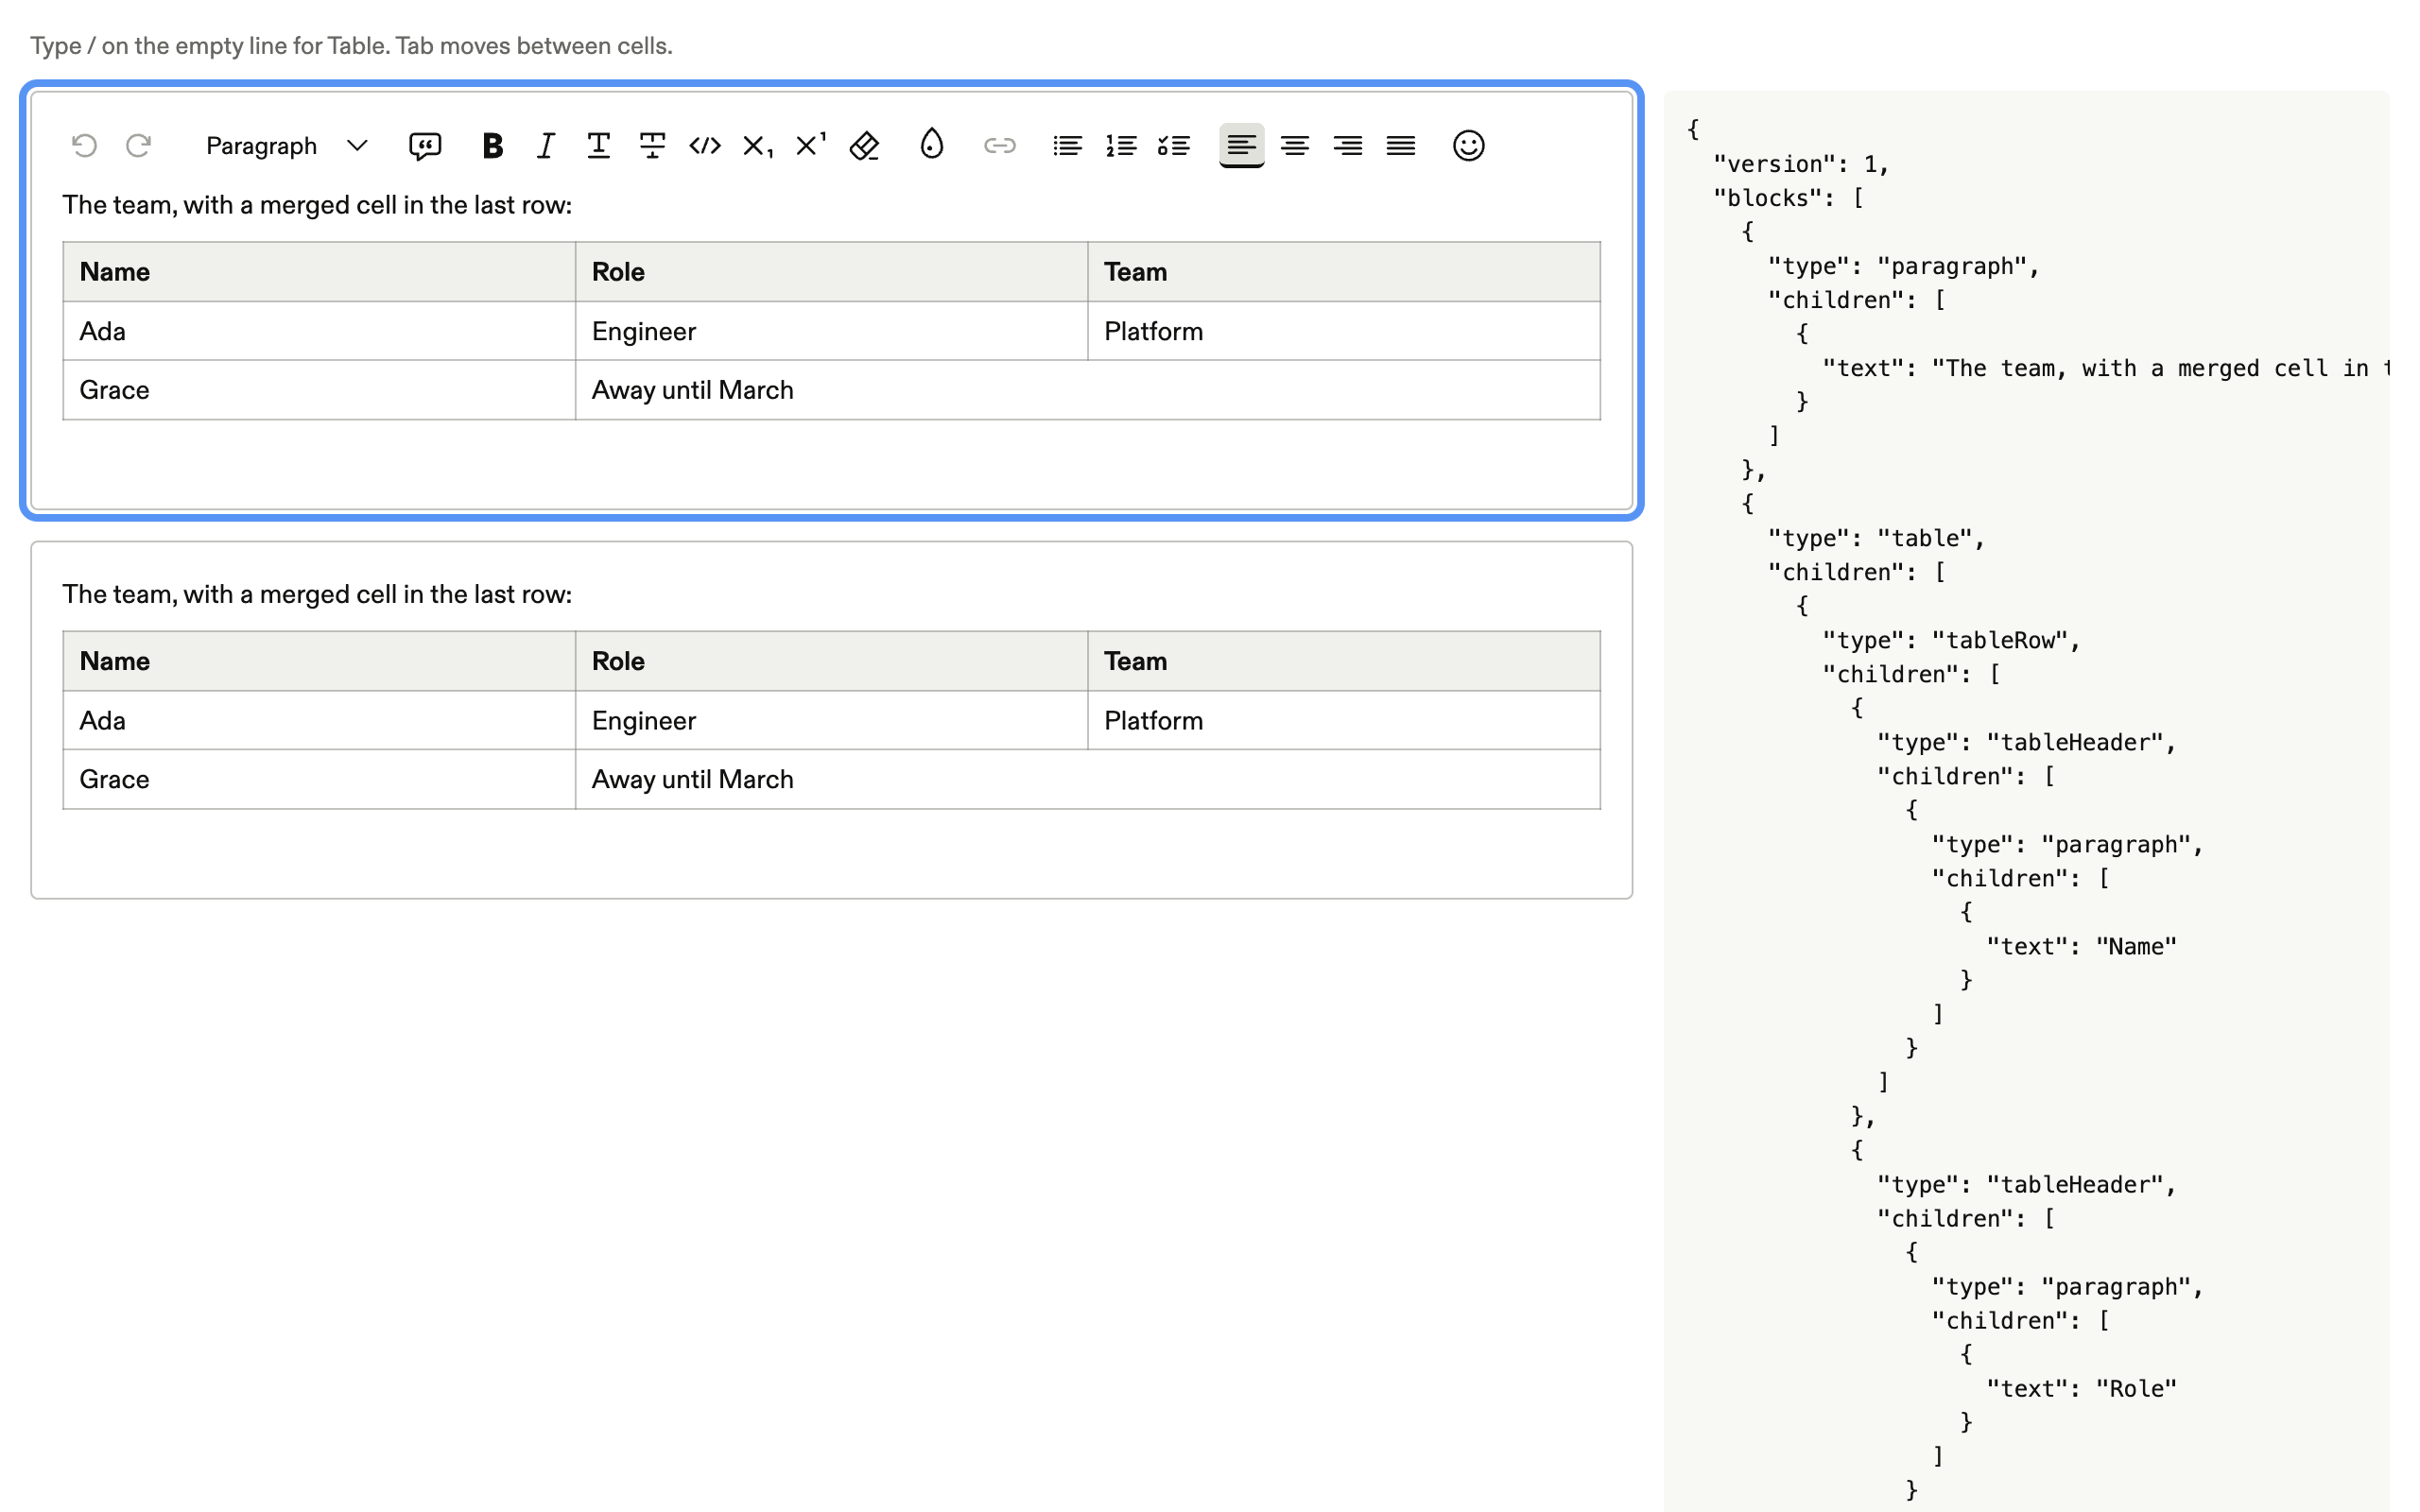 Type / on the empty line for Table. Tab moves between cells.
Paragraph
The team, with a merged cell in the last row:
Name Role Team
Ada Engineer Platform
Grace Away until March
The team, with a merged cell in the last row:
Name Role Team
Ada Engineer Platform
Grace Away until March
{
"version": 1,
"blocks": [
{
"type": "paragraph",
"children": [
{
"text": "The team, with a merged cell in
}
]
},
{
"type": "table",
"children": [
{
"type": "tableRow",
"children": [
{
"type": "tableHeader",
"children": [
{
"type": "paragraph",
"children": [
{
"text": "Name"
}
]
}
]
},
{
"type": "tableHeader",
"children": [
{
"type": "paragraph",
"children": [
{
"text": "Role"
}
]
}